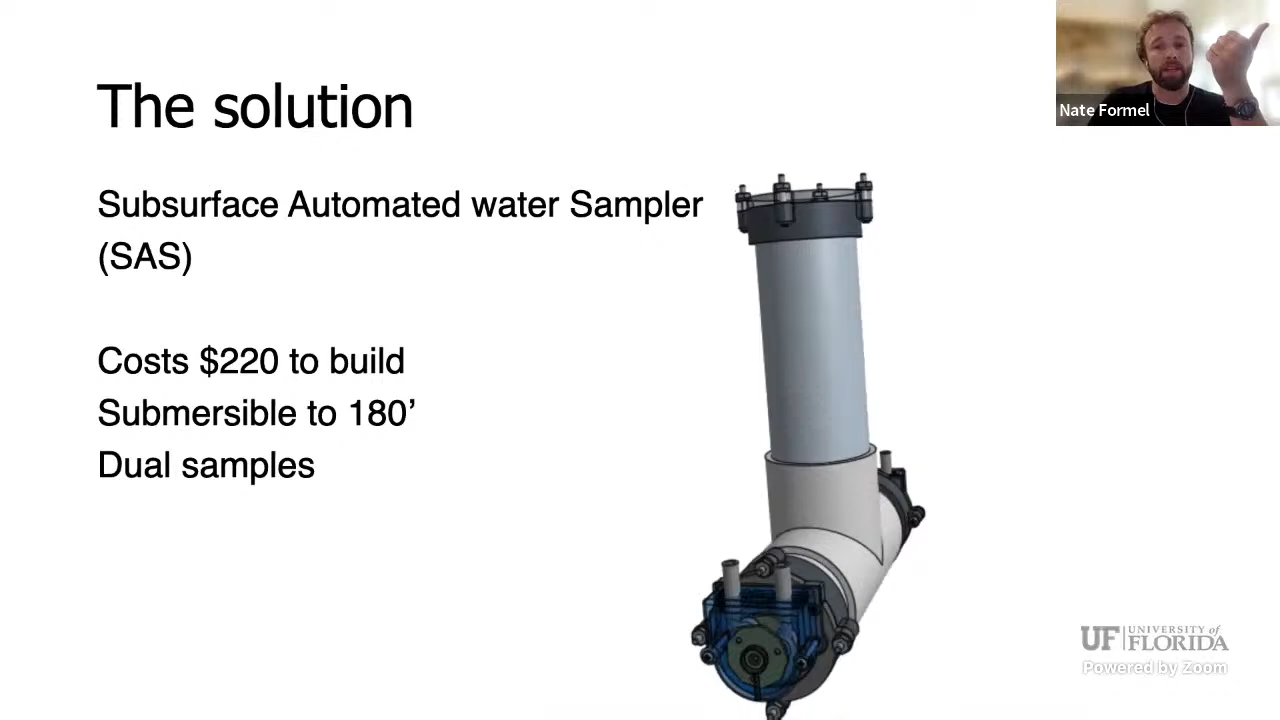 The solution
Nate Formel
Subsurface Automated water Sampler
(SAS)
Costs $220 to build
Submersible to 180’
Dual samples
UF UNIVERSITY of
FLORIDA
Powered by Zoom